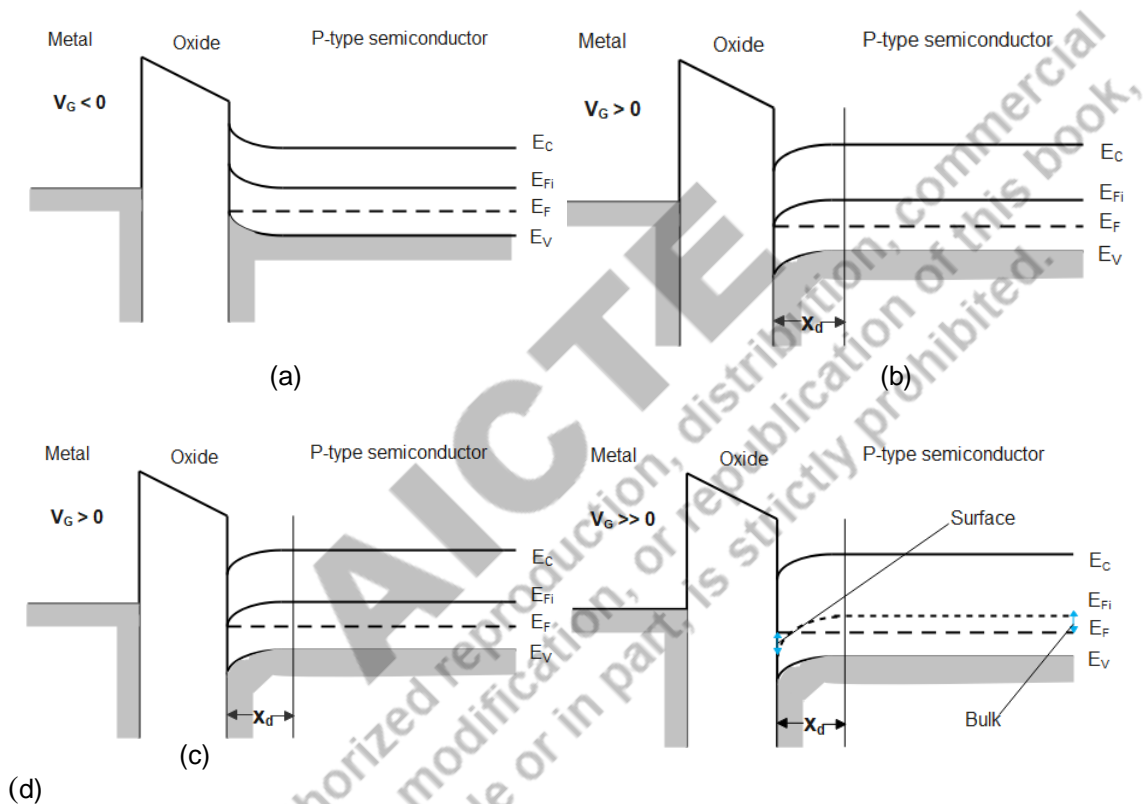 Metal
Oxide
P-type semiconductor
V_G < 0
E_C
E_Fi
E_F
E_V
(a)
Metal
Oxide
P-type semiconductor
V_G > 0
E_C
E_Fi
E_F
E_V
X_d
(b)
Metal
Oxide
P-type semiconductor
V_G > 0
E_C
E_Fi
E_F
E_V
X_d
(c)
Metal
Oxide
P-type semiconductor
V_G >> 0
Surface
E_C
E_Fi
E_F
E_V
X_d
Bulk
(d)
AICTE
horized reproduction, distribution, commercial
modification, or republication of this book,
le or in part, is strictly prohibited.